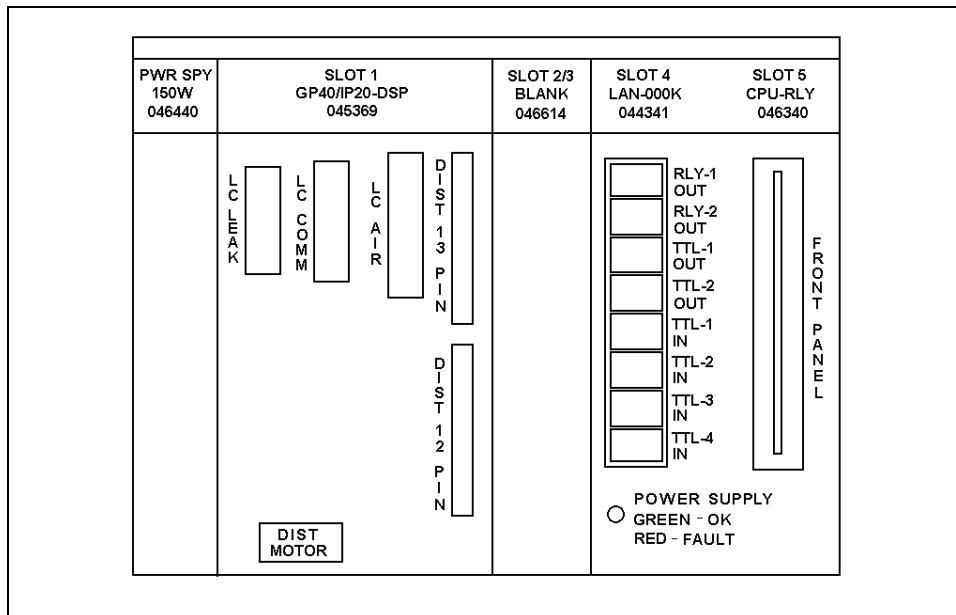 PWR SPY
150W
046440
SLOT 1
GP40/IP20-DSP
045369
SLOT 2/3
BLANK
046614
SLOT 4
LAN-000K
044341
SLOT 5
CPU-RLY
046340
LC LEAK
LC COMM
LC AIR
DIST 13 PIN
DIST 12 PIN
DIST
MOTOR
RLY-1
OUT
RLY-2
OUT
TTL-1
OUT
TTL-2
OUT
TTL-1
IN
TTL-2
IN
TTL-3
IN
TTL-4
IN
FRONT PANEL
POWER SUPPLY
GREEN - OK
RED - FAULT